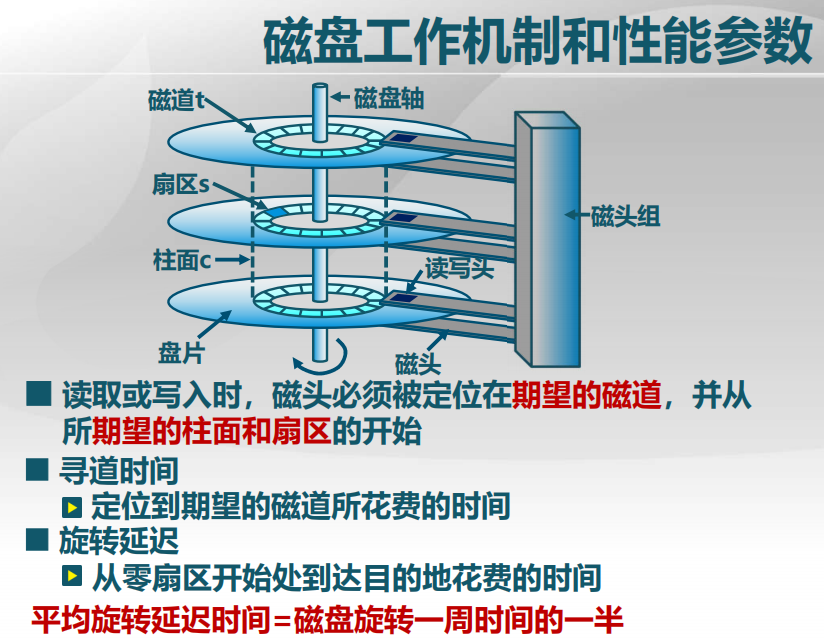 磁盘工作机制和性能参数
磁道t
磁盘轴
扇区s
磁头组
柱面c
读写头
盘片
磁头
读取或写入时，磁头必须被定位在期望的磁道，并从
所期望的柱面和扇区的开始
寻道时间
定位到期望的磁道所花费的时间
旋转延迟
从零扇区开始处到达目的地花费的时间
平均旋转延迟时间=磁盘旋转一周时间的一半